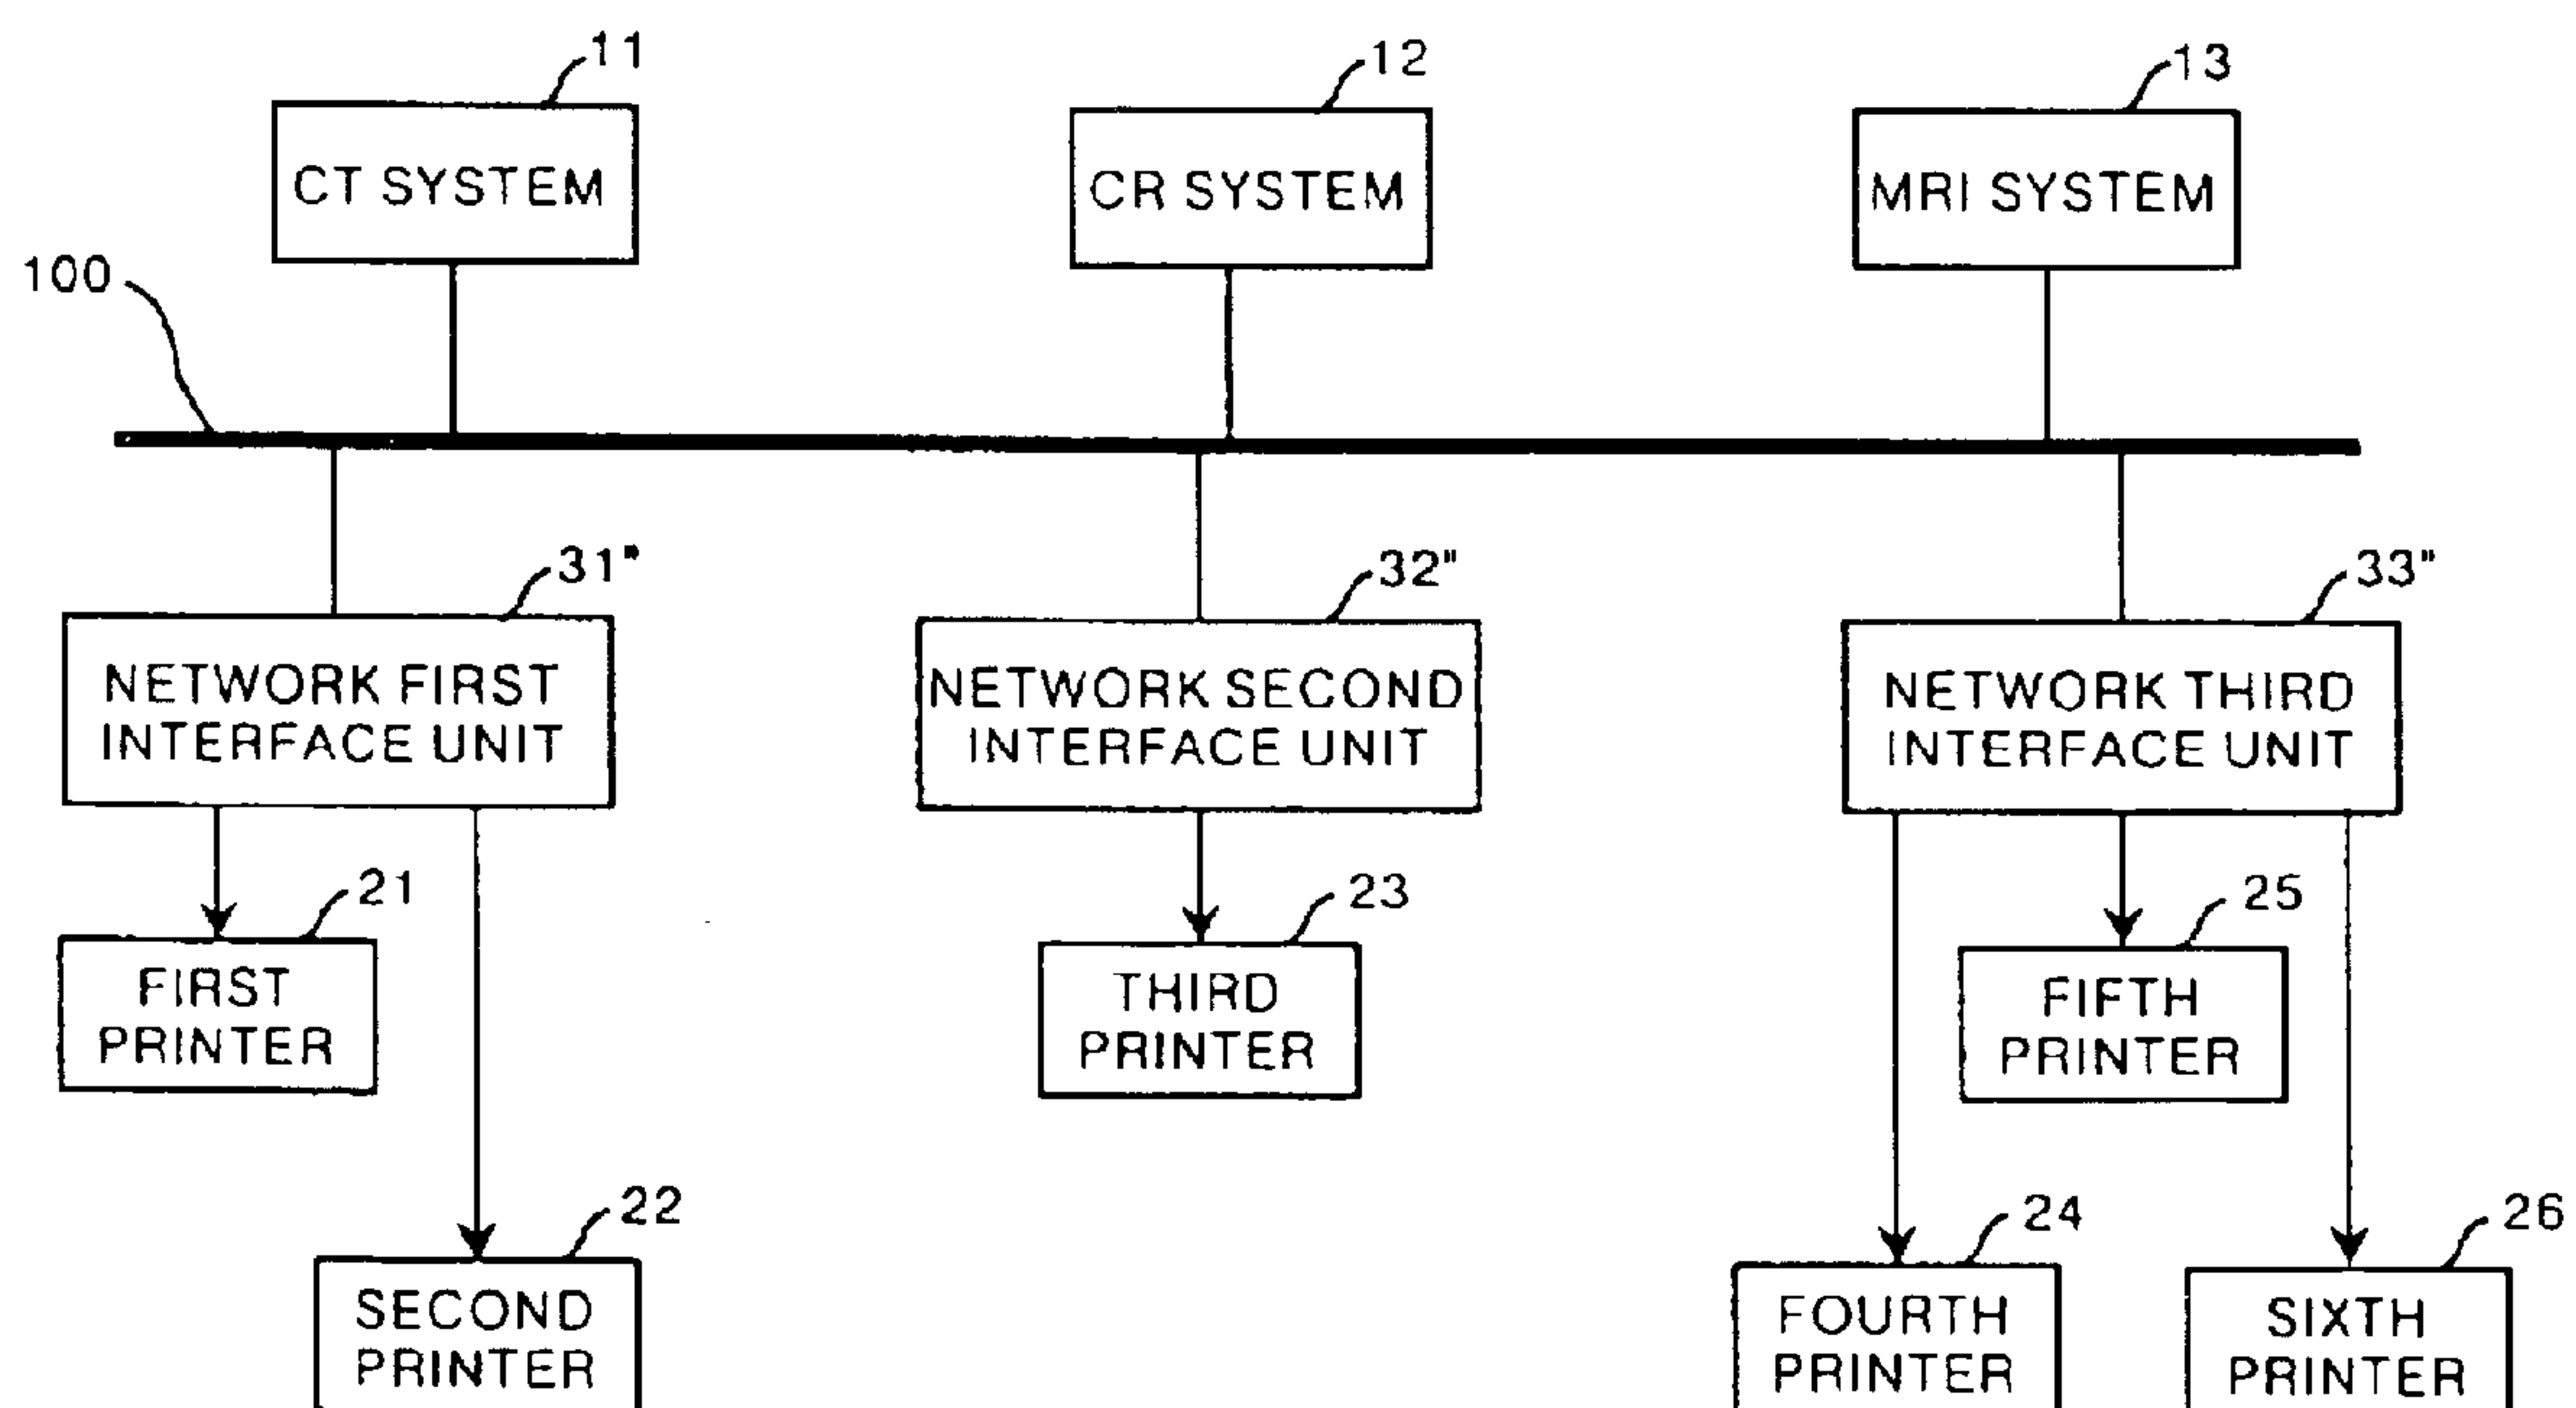 11
12
13
CT SYSTEM
CR SYSTEM
MRI SYSTEM
100
31"
32"
33"
NETWORK FIRST
INTERFACE UNIT
NETWORK SECOND
INTERFACE UNIT
NETWORK THIRD
INTERFACE UNIT
21
23
25
FIRST
PRINTER
THIRD
PRINTER
FIFTH
PRINTER
22
24
26
SECOND
PRINTER
FOURTH
PRINTER
SIXTH
PRINTER